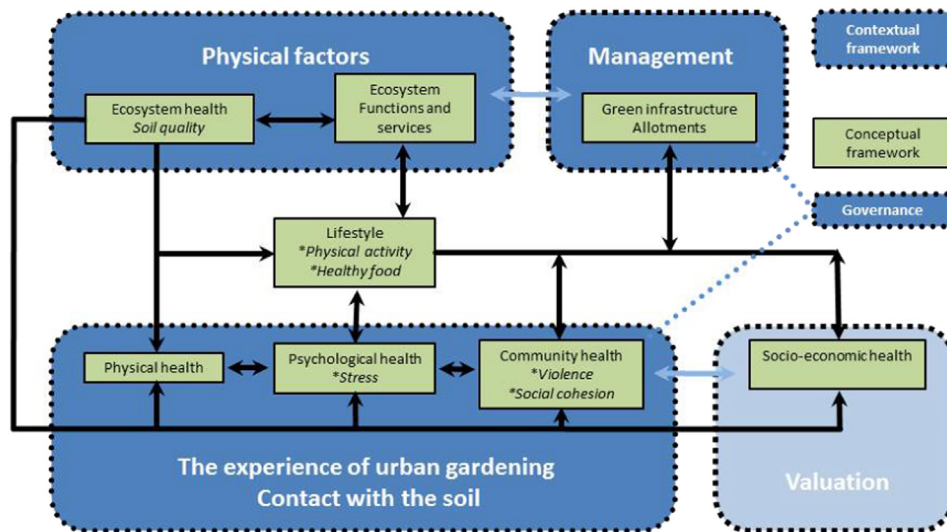 Physical factors
Management
Contextual
framework
Ecosystem health
Soil quality
Ecosystem
Functions and
services
Green infrastructure
Allotments
Conceptual
framework
Governance
Lifestyle
*Physical activity
*Healthy food
Physical health
Psychological health
*Stress
Community health
*Violence
*Social cohesion
Socio-economic health
The experience of urban gardening
Contact with the soil
Valuation